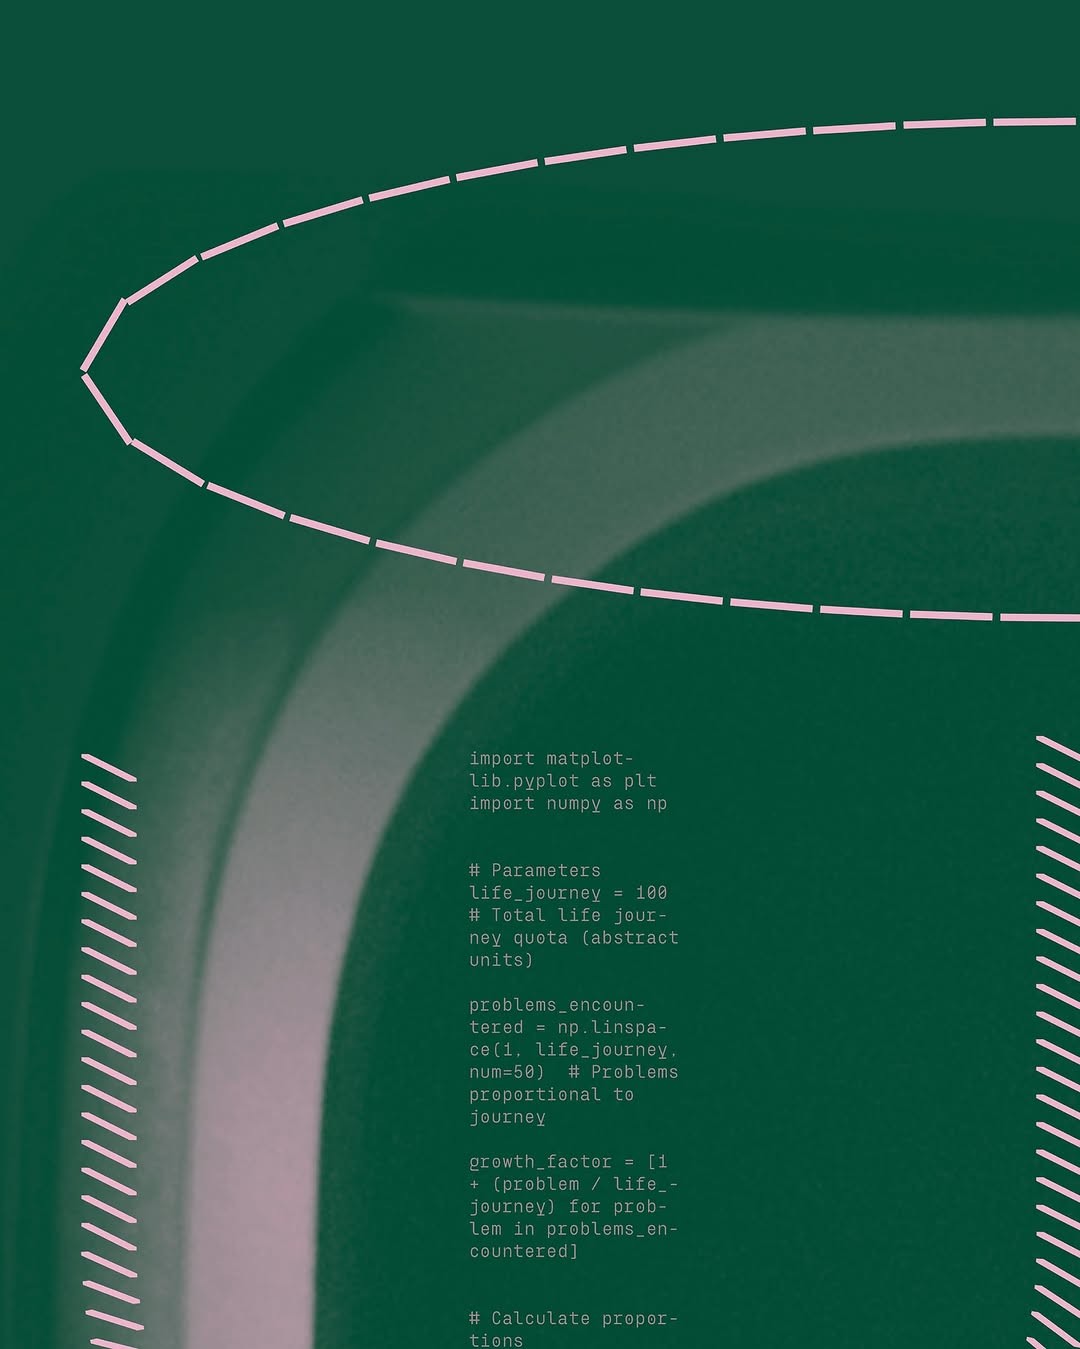 import matplot-
lib.pyplot as plt
import numpy as np
# Parameters
life_journey = 100
# Total life jour-
ney quota (abstract
units)
problems_encoun-
tered = np.linspa-
ce(1, life_journey,
num=50)  # Problems
proportional to
journey
growth_factor = [1
+ (problem / life_-
journey) for prob-
lem in problems_en-
countered]
# Calculate propor-
tions